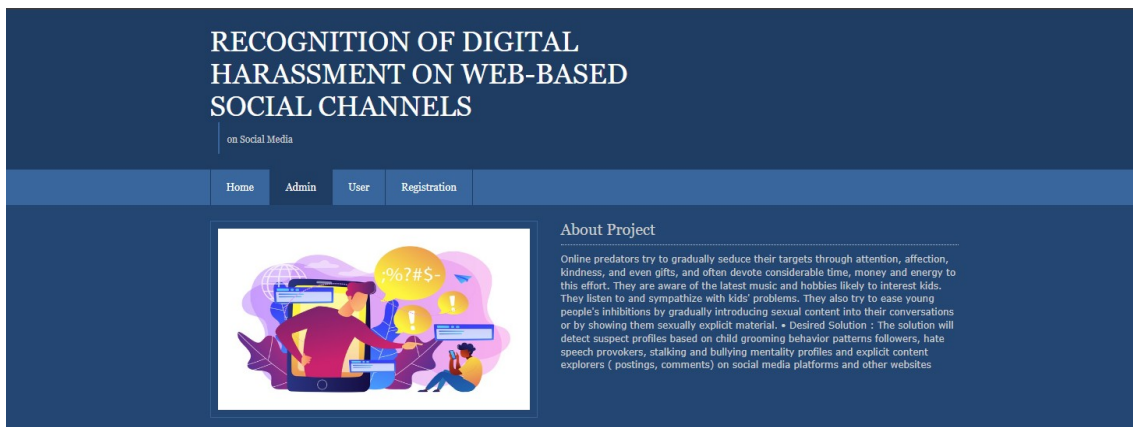 RECOGNITION OF DIGITAL
HARASSMENT ON WEB-BASED
SOCIAL CHANNELS
on Social Media
Home Admin User Registration
;%?#$-
!
!
About Project
Online predators try to gradually seduce their targets through attention, affection,
kindness, and even gifts, and often devote considerable time, money and energy to
this effort. They are aware of the latest music and hobbies likely to interest kids.
They listen to and sympathize with kids' problems. They also try to ease young
people's inhibitions by gradually introducing sexual content into their conversations
or by showing them sexually explicit material. • Desired Solution : The solution will
detect suspect profiles based on child grooming behavior patterns followers, hate
speech provokers, stalking and bullying mentality profiles and explicit content
explorers ( postings, comments) on social media platforms and other websites